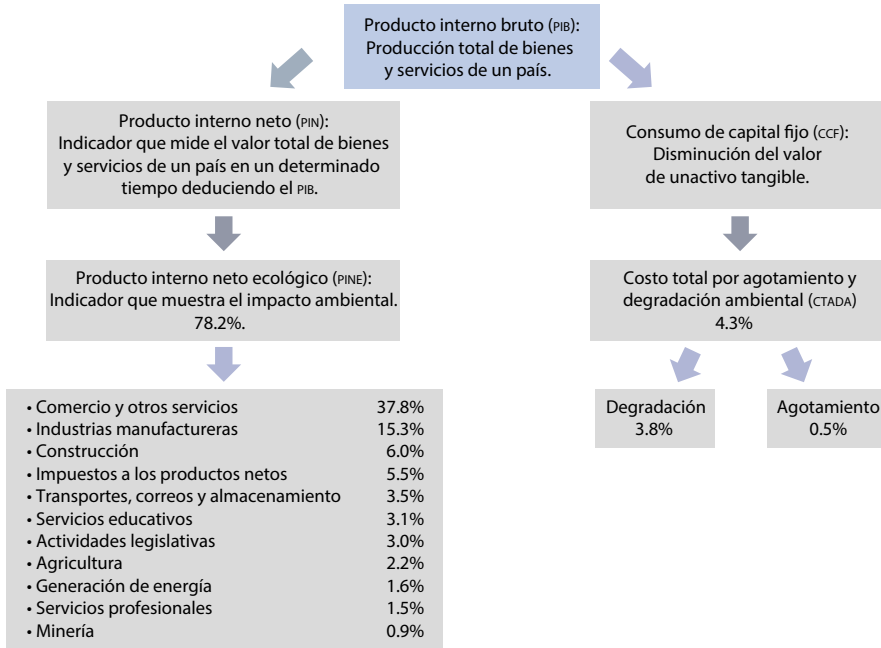 Producto interno bruto (PIB):
Producción total de bienes
y servicios de un país.
Producto interno neto (PIN):
Indicador que mide el valor total de bienes
y servicios de un país en un determinado
tiempo deduciendo el PIB.
Consumo de capital fijo (CCF):
Disminución del valor
de unactivo tangible.
Producto interno neto ecológico (PINE):
Indicador que muestra el impacto ambiental.
78.2%.
Costo total por agotamiento y
degradación ambiental (CTADA)
4.3%
• Comercio y otros servicios 37.8%
• Industrias manufactureras 15.3%
• Construcción 6.0%
• Impuestos a los productos netos 5.5%
• Transportes, correos y almacenamiento 3.5%
• Servicios educativos 3.1%
• Actividades legislativas 3.0%
• Agricultura 2.2%
• Generación de energía 1.6%
• Servicios profesionales 1.5%
• Minería 0.9%
Degradación
3.8%
Agotamiento
0.5%